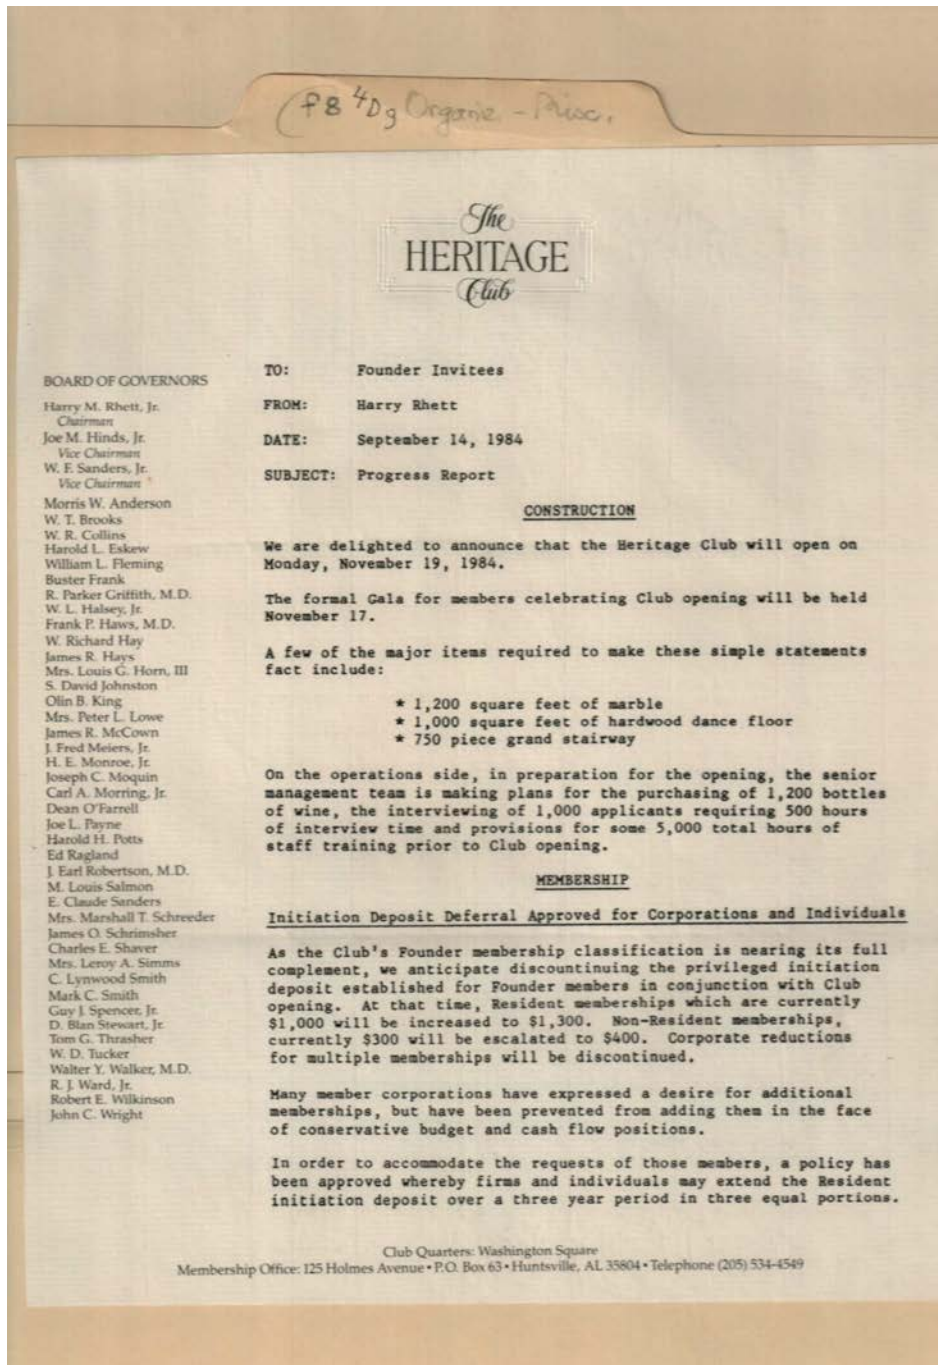 (f8 4Dg Organiz. - Misc.
The
HERITAGE
Club
BOARD OF GOVERNORS
Harry M. Rhett, Jr.
Chairman
Joe M. Hinds, Jr.
Vice Chairman
W. F. Sanders, Jr.
Vice Chairman
Morris W. Anderson
W. T. Brooks
W. R. Collins
Harold L. Eskew
William L. Fleming
Buster Frank
R. Parker Griffith, M.D.
W. L. Halsey, Jr.
Frank P. Haws, M.D.
W. Richard Hay
James R. Hays
Mrs. Louis G. Horn, III
S. David Johnston
Olin B. King
Mrs. Peter L. Lowe
James R. McCown
J. Fred Meiers, Jr.
H. E. Monroe, Jr.
Joseph C. Moquin
Carl A. Morring, Jr.
Dean O'Farrell
Joe L. Payne
Harold H. Potts
Ed Ragland
J. Earl Robertson, M.D.
M. Louis Salmon
E. Claude Sanders
Mrs. Marshall T. Schreeder
James O. Schrimsher
Charles E. Shaver
Mrs. Leroy A. Simms
C. Lynwood Smith
Mark C. Smith
Guy J. Spencer, Jr.
D. Blan Stewart, Jr.
Tom G. Thrasher
W. D. Tucker
Walter Y. Walker, M.D.
R. J. Ward, Jr.
Robert E. Wilkinson
John C. Wright
TO: Founder Invitees
FROM: Harry Rhett
DATE: September 14, 1984
SUBJECT: Progress Report
CONSTRUCTION
We are delighted to announce that the Heritage Club will open on
Monday, November 19, 1984.
The formal Gala for members celebrating Club opening will be held
November 17.
A few of the major items required to make these simple statements
fact include:
* 1,200 square feet of marble
* 1,000 square feet of hardwood dance floor
* 750 piece grand stairway
On the operations side, in preparation for the opening, the senior
management team is making plans for the purchasing of 1,200 bottles
of wine, the interviewing of 1,000 applicants requiring 500 hours
of interview time and provisions for some 5,000 total hours of
staff training prior to Club opening.
MEMBERSHIP
Initiation Deposit Deferral Approved for Corporations and Individuals
As the Club's Founder membership classification is nearing its full
complement, we anticipate discountinuing the privileged initiation
deposit established for Founder members in conjunction with Club
opening. At that time, Resident memberships which are currently
$1,000 will be increased to $1,300. Non-Resident memberships,
currently $300 will be escalated to $400. Corporate reductions
for multiple memberships will be discontinued.
Many member corporations have expressed a desire for additional
memberships, but have been prevented from adding them in the face
of conservative budget and cash flow positions.
In order to accommodate the requests of those members, a policy has
been approved whereby firms and individuals may extend the Resident
initiation deposit over a three year period in three equal portions.
Club Quarters: Washington Square
Membership Office: 125 Holmes Avenue • P.O. Box 63 • Huntsville, AL 35804 • Telephone (205) 534-4549